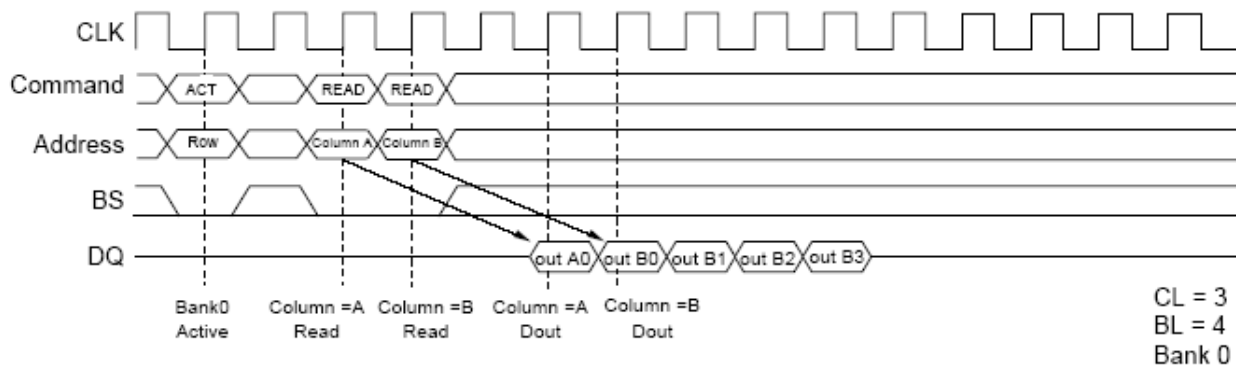 CLK
Command ACT READ READ
Address Row Column A Column B
BS
DQ out A0 out B0 out B1 out B2 out B3
Bank0 Column =A Column =B Column =A Column =B
Active Read Read Dout Dout
CL = 3
BL = 4
Bank 0